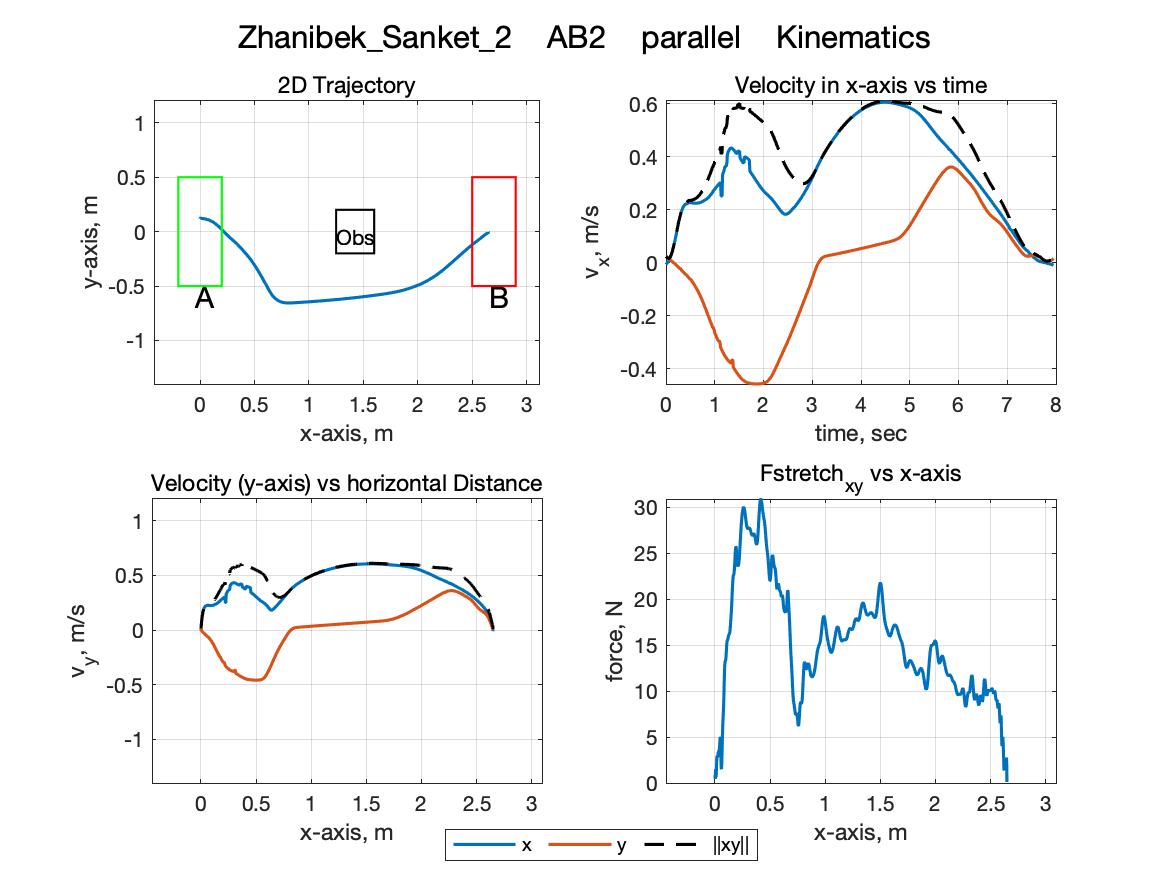 Zhanibek_Sanket_2 AB2 parallel Kinematics
2D Trajectory
y-axis, m
1
0.5
0
-0.5
-1
Obs
A
B
0 0.5 1 1.5 2 2.5 3
x-axis, m
Velocity in x-axis vs time
vx, m/s
0.6
0.4
0.2
0
-0.2
-0.4
0 1 2 3 4 5 6 7 8
time, sec
Velocity (y-axis) vs horizontal Distance
vy, m/s
1
0.5
0
-0.5
-1
0 0.5 1 1.5 2 2.5 3
x-axis, m
Fstretchxy vs x-axis
force, N
30
25
20
15
10
5
0
0 0.5 1 1.5 2 2.5 3
x-axis, m
x y ||xy||